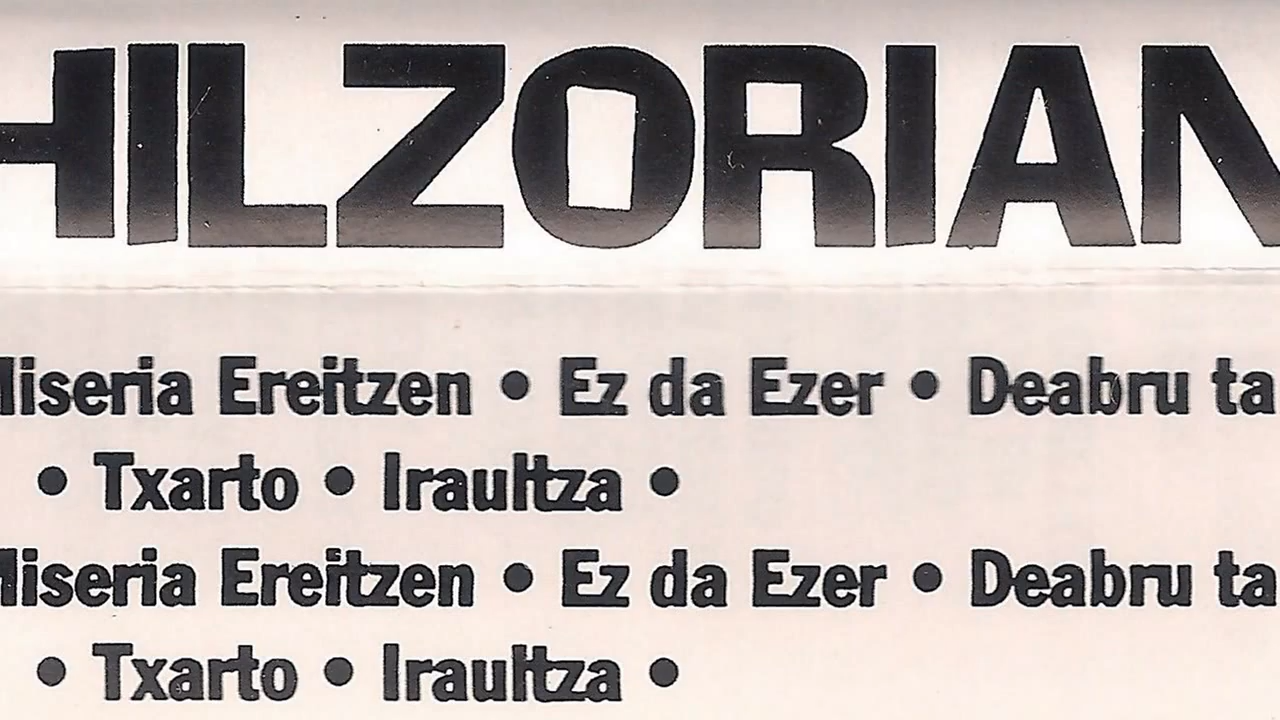 HILZORIAN
Miseria Ereitzen • Ez da Ezer • Deabru ta
• Txarto • Iraultza •
Miseria Ereitzen • Ez da Ezer • Deabru ta
• Txarto • Iraultza •